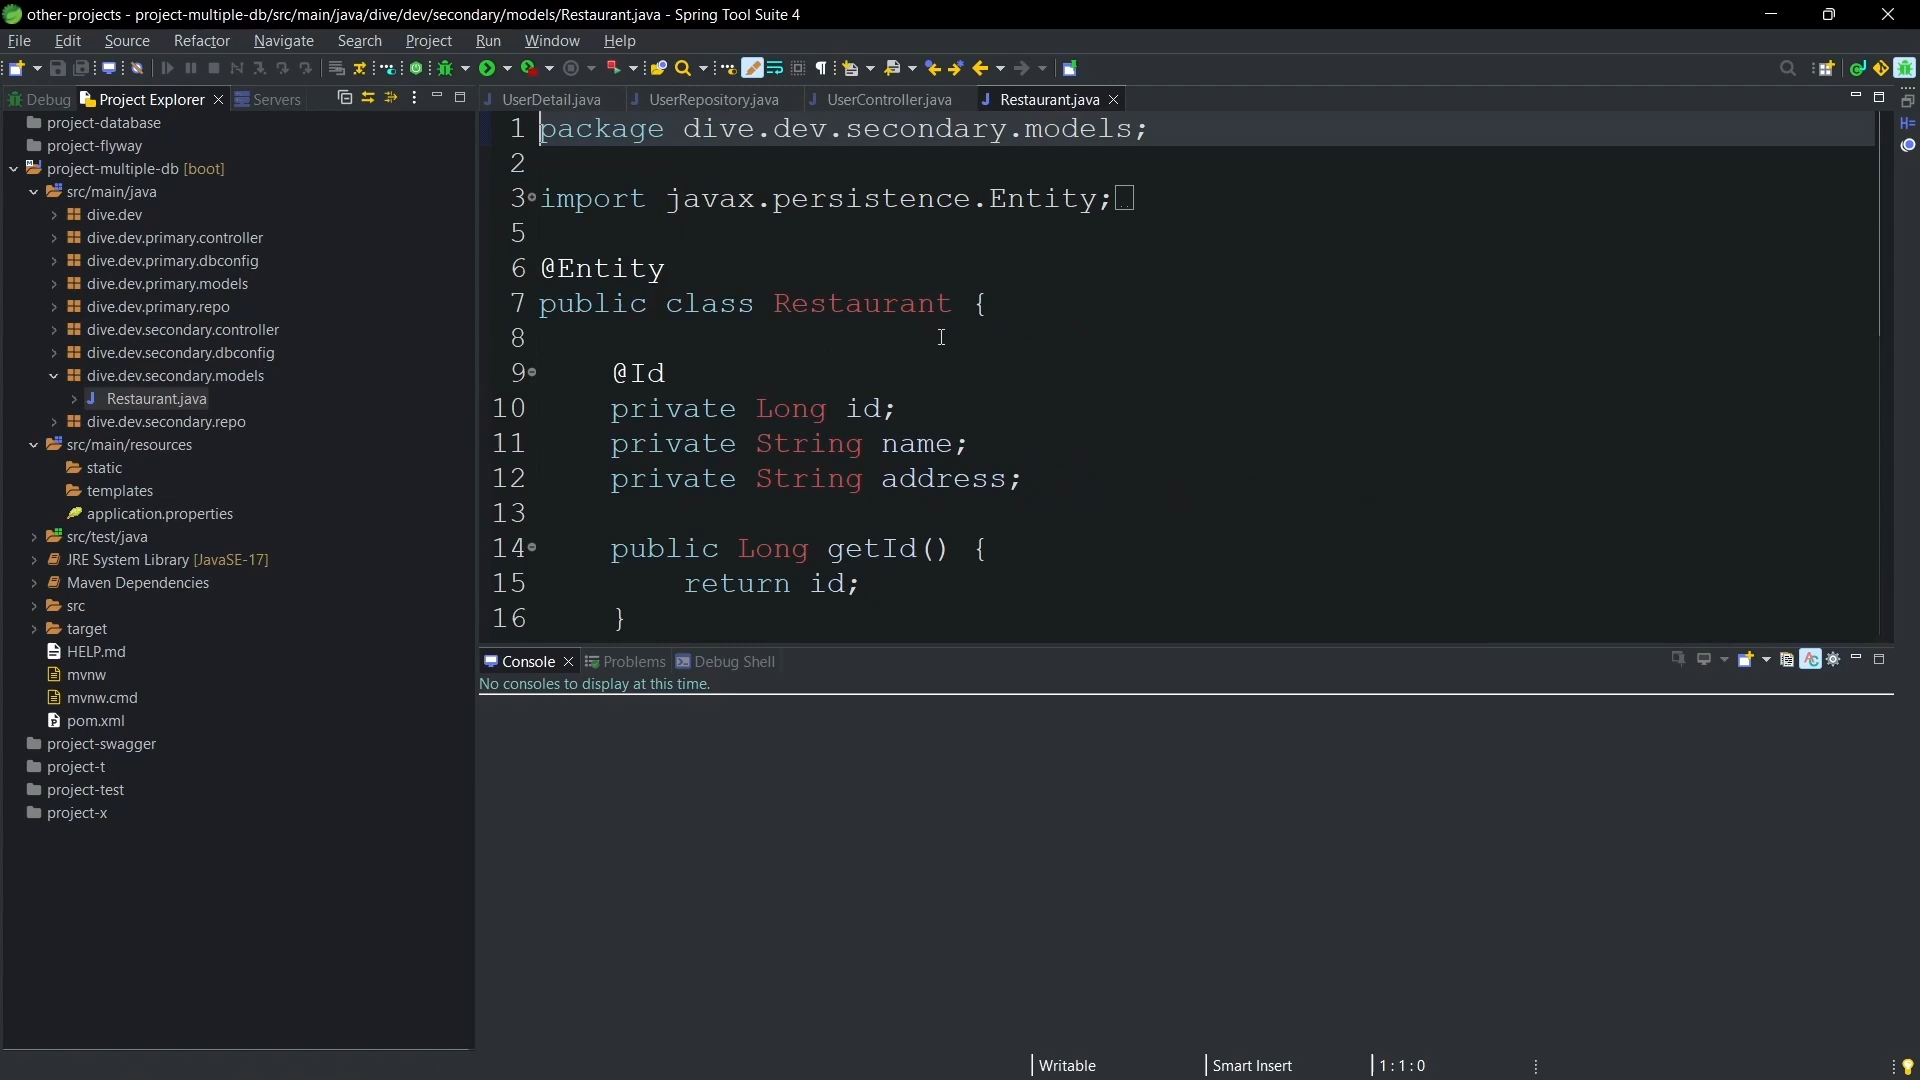 other-projects - project-multiple-db/src/main/java/dive/dev/secondary/models/Restaurant.java - Spring Tool Suite 4
File Edit Source Refactor Navigate Search Project Run Window Help
Debug Project Explorer Servers
project-database
project-flyway
project-multiple-db [boot]
src/main/java
dive.dev
dive.dev.primary.controller
dive.dev.primary.dbconfig
dive.dev.primary.models
dive.dev.primary.repo
dive.dev.secondary.controller
dive.dev.secondary.dbconfig
dive.dev.secondary.models
Restaurant.java
dive.dev.secondary.repo
src/main/resources
static
templates
application.properties
src/test/java
JRE System Library [JavaSE-17]
Maven Dependencies
src
target
HELP.md
mvnw
mvnw.cmd
pom.xml
project-swagger
project-t
project-test
project-x
UserDetail.java UserRepository.java UserController.java Restaurant.java
1 package dive.dev.secondary.models;
2
3 import javax.persistence.Entity;
5
6 @Entity
7 public class Restaurant {
8
9 @Id
10 private Long id;
11 private String name;
12 private String address;
13
14 public Long getId() {
15 return id;
16 }
Console Problems Debug Shell
No consoles to display at this time.
Writable Smart Insert 1 : 1 : 0